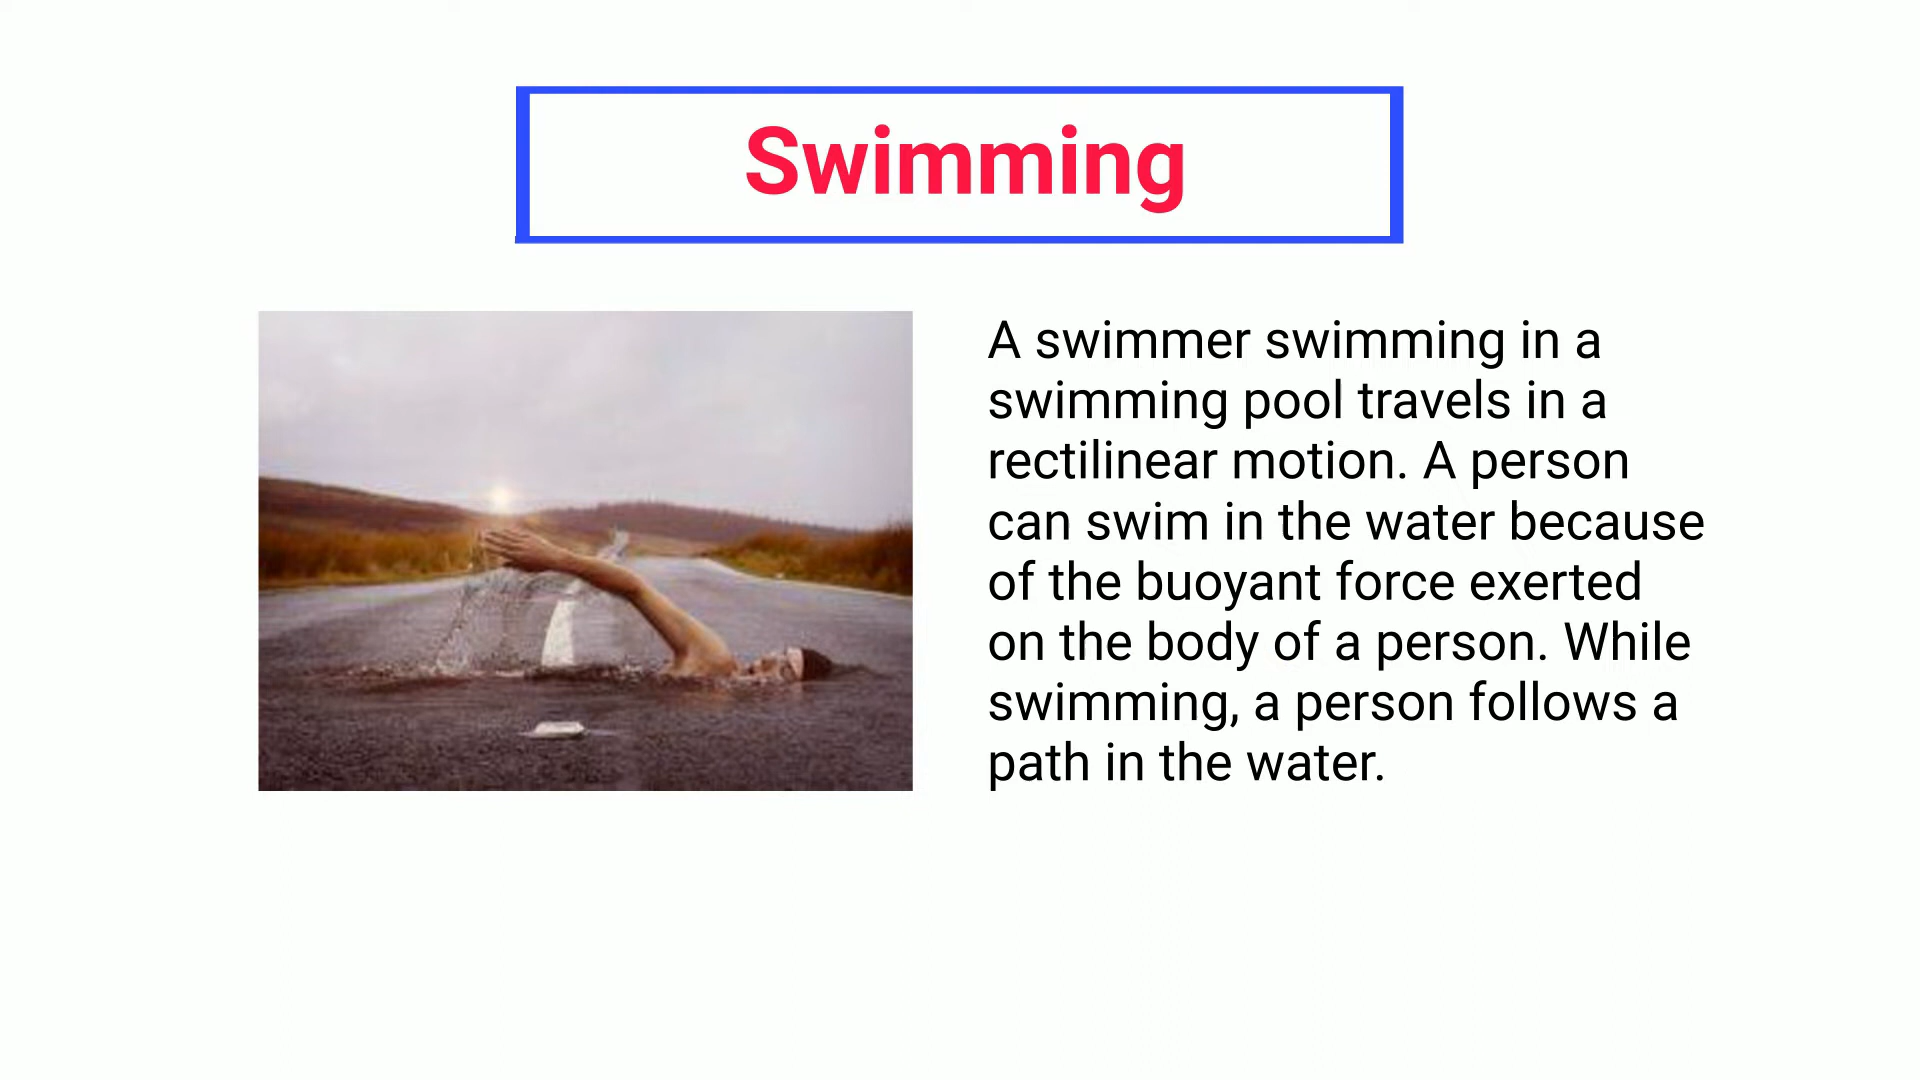 Swimming
A swimmer swimming in a
swimming pool travels in a
rectilinear motion. A person
can swim in the water because
of the buoyant force exerted
on the body of a person. While
swimming, a person follows a
path in the water.